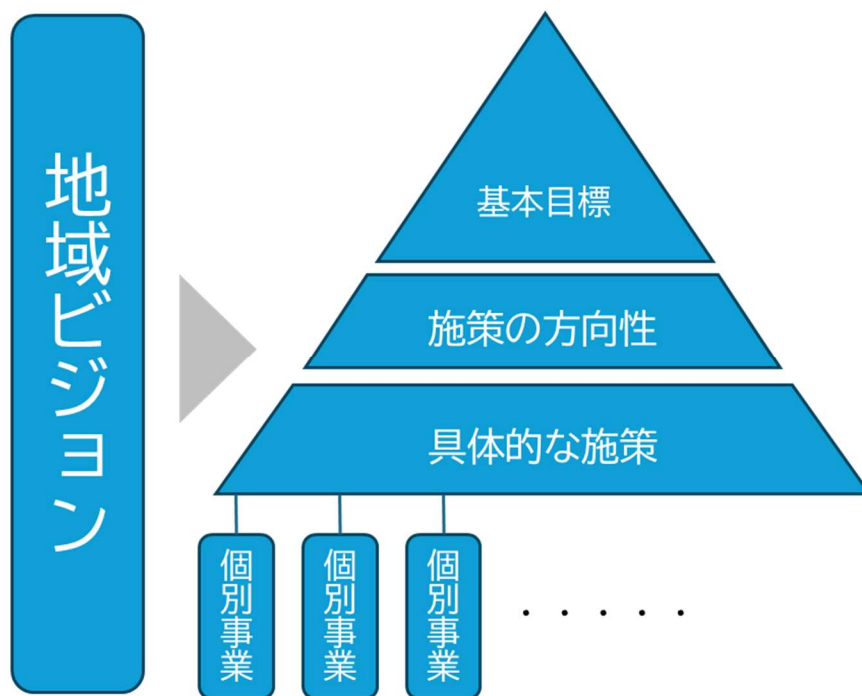 地域ビジョン
基本目標
施策の方向性
具体的な施策
個別事業
個別事業
個別事業
・・・・・